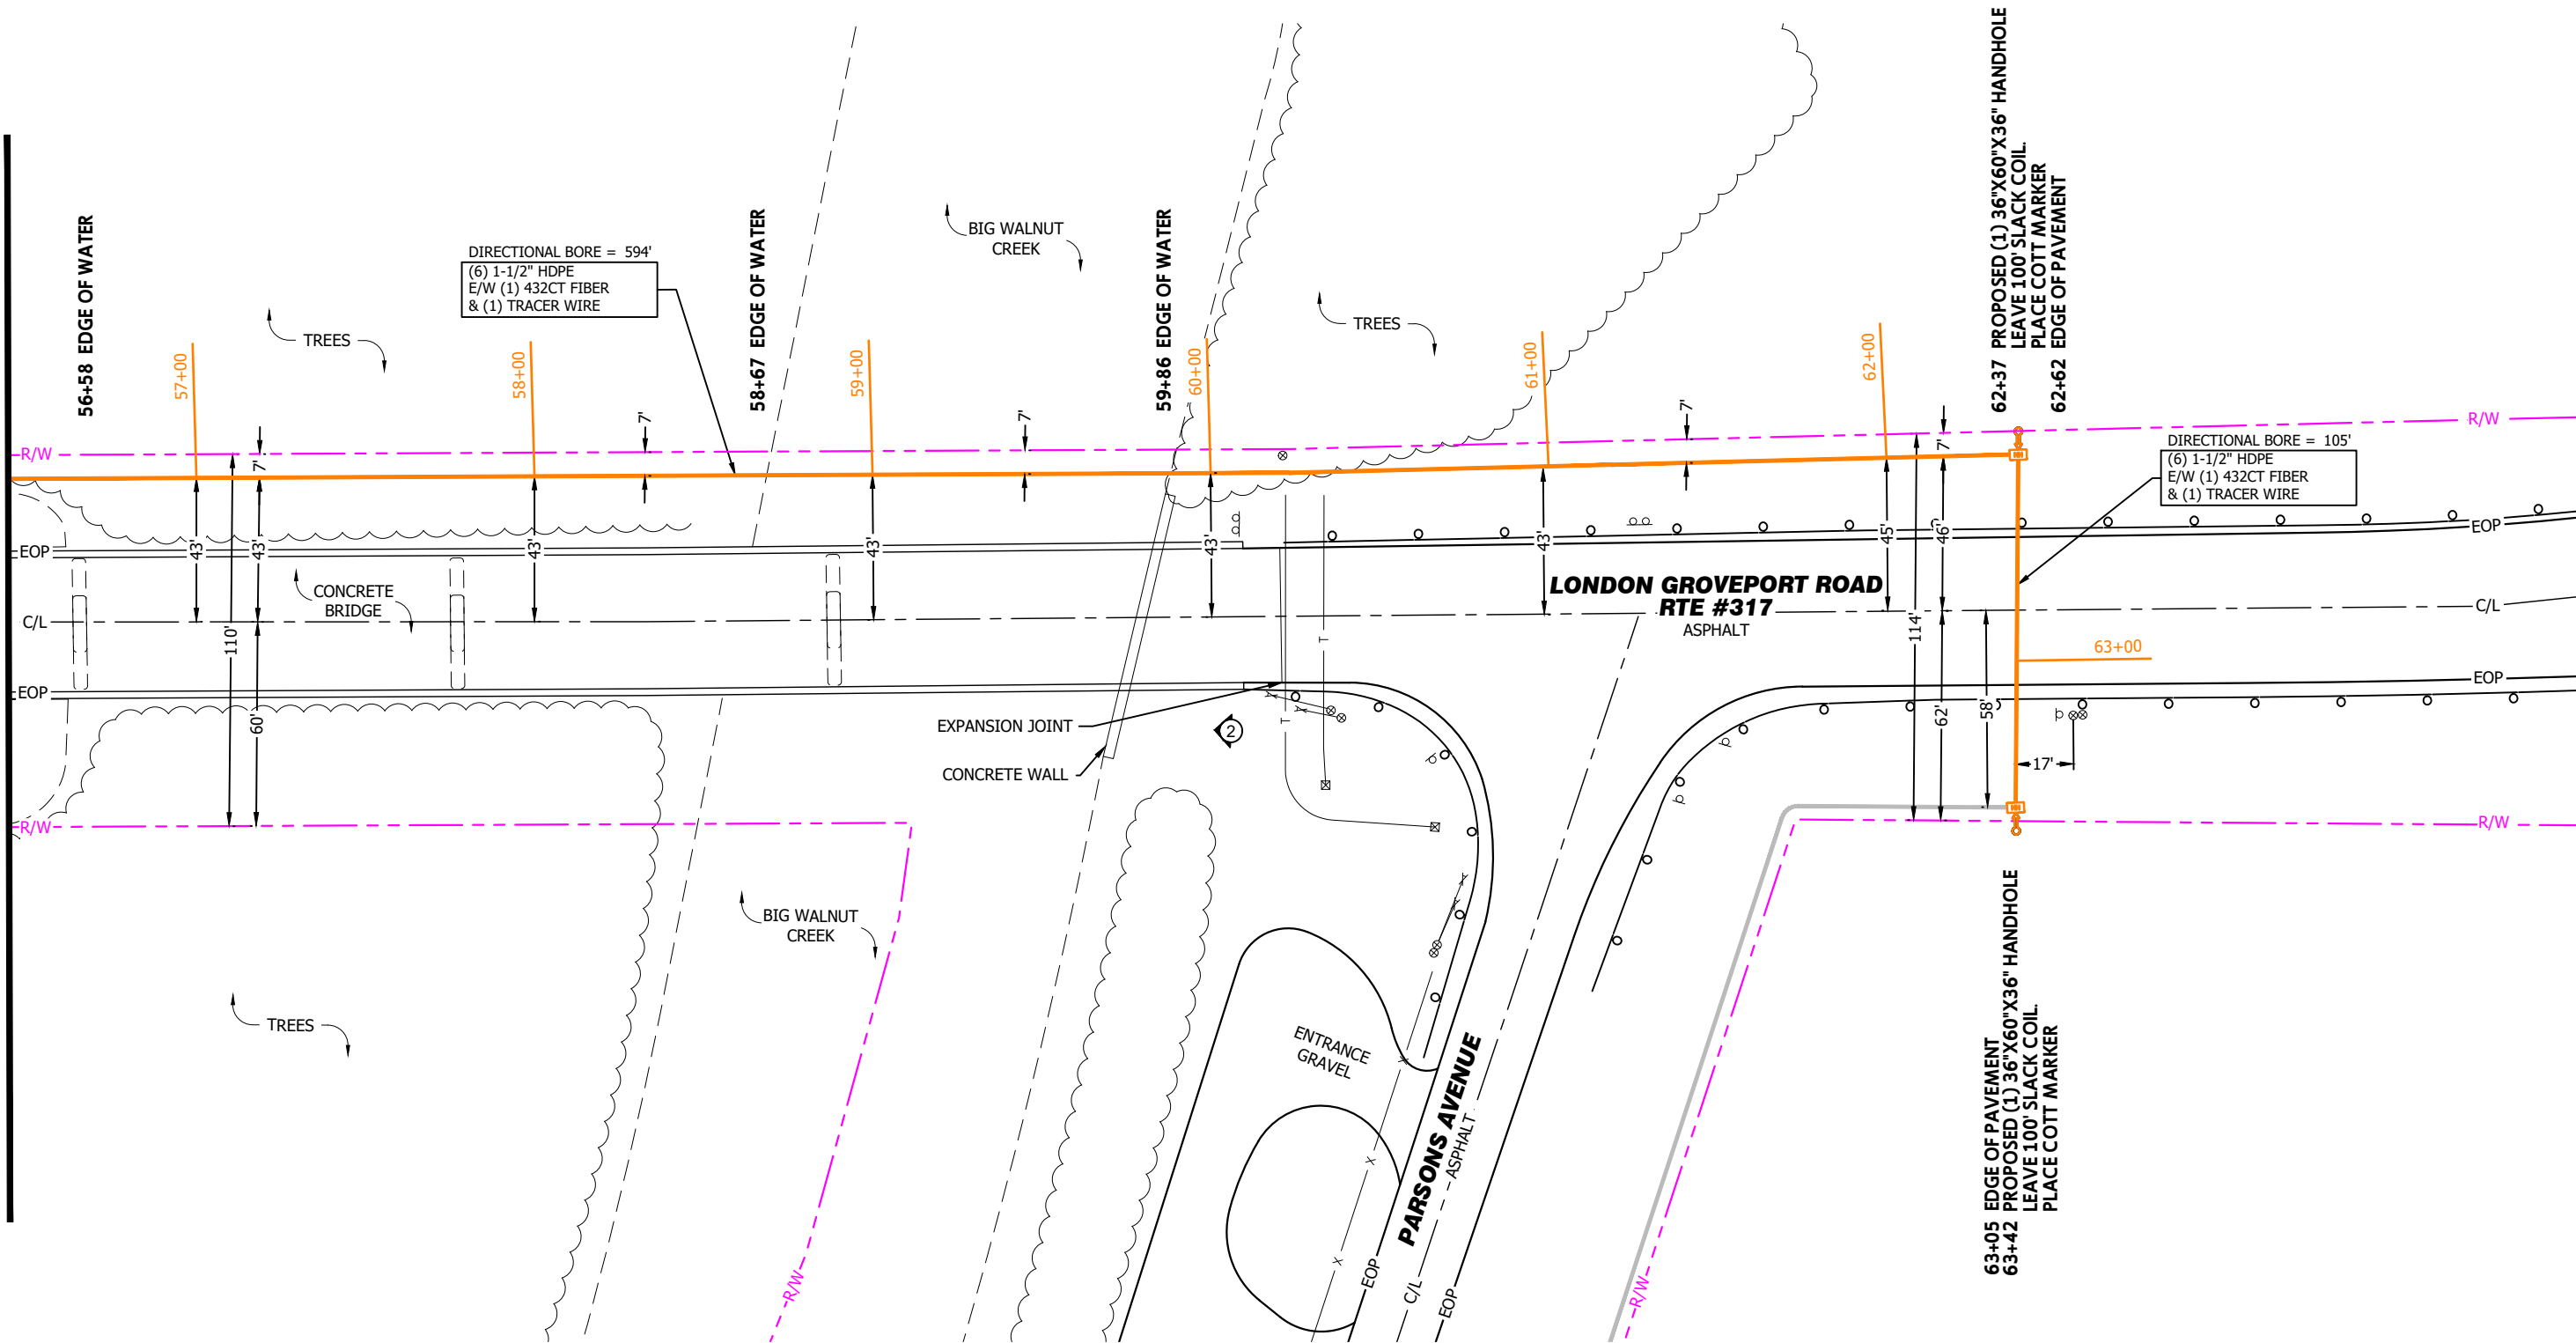 56+58 EDGE OF WATER
58+67 EDGE OF WATER
59+86 EDGE OF WATER
62+37 PROPOSED (1) 36"X60"X36" HANDHOLE
LEAVE 100' SLACK COIL.
PLACE COTT MARKER
62+62 EDGE OF PAVEMENT
DIRECTIONAL BORE = 594'
(6) 1-1/2" HDPE
E/W (1) 432CT FIBER
& (1) TRACER WIRE
BIG WALNUT
CREEK
TREES
TREES
57+00
58+00
59+00
60+00
61+00
62+00
7'
7'
7'
7'
7'
R/W
R/W
DIRECTIONAL BORE = 105'
(6) 1-1/2" HDPE
E/W (1) 432CT FIBER
& (1) TRACER WIRE
EOP
EOP
43'
43'
43'
43'
43'
43'
45'
46'
CONCRETE
BRIDGE
LONDON GROVEPORT ROAD
RTE #317
ASPHALT
C/L
C/L
110'
114'
T
63+00
EOP
EOP
60'
62'
58'
T
17'
EXPANSION JOINT
2
CONCRETE WALL
R/W
R/W
BIG WALNUT
CREEK
TREES
ENTRANCE
GRAVEL
X
X
X
PARSONS AVENUE
ASPHALT
R/W
EOP
C/L
EOP
R/W
63+05 EDGE OF PAVEMENT
63+42 PROPOSED (1) 36"X60"X36" HANDHOLE
LEAVE 100' SLACK COIL.
PLACE COTT MARKER